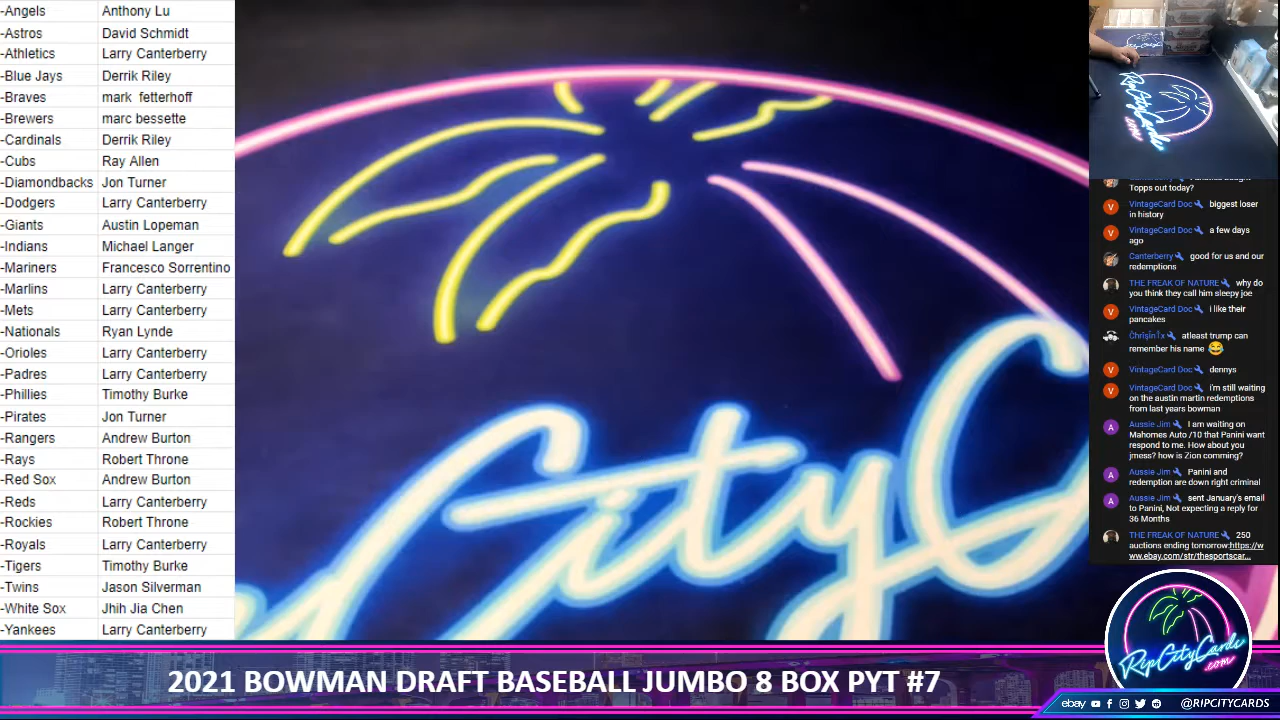 -Angels Anthony Lu
-Astros David Schmidt
-Athletics Larry Canterberry
-Blue Jays Derrik Riley
-Braves mark fetterhoff
-Brewers marc bessette
-Cardinals Derrik Riley
-Cubs Ray Allen
-Diamondbacks Jon Turner
-Dodgers Larry Canterberry
-Giants Austin Lopeman
-Indians Michael Langer
-Mariners Francesco Sorrentino
-Marlins Larry Canterberry
-Mets Larry Canterberry
-Nationals Ryan Lynde
-Orioles Larry Canterberry
-Padres Larry Canterberry
-Phillies Timothy Burke
-Pirates Jon Turner
-Rangers Andrew Burton
-Rays Robert Throne
-Red Sox Andrew Burton
-Reds Larry Canterberry
-Rockies Robert Throne
-Royals Larry Canterberry
-Tigers Timothy Burke
-Twins Jason Silverman
-White Sox Jhih Jia Chen
-Yankees Larry Canterberry
City
RipCityCards
.com
Topps out today?
VintageCard Doc biggest loser
in history
VintageCard Doc a few days
ago
Canterberry good for us and our
redemptions
THE FREAK OF NATURE why do
you think they call him sleepy joe
VintageCard Doc i like their
pancakes
atleast trump can
remember his name 😂
VintageCard Doc dennys
VintageCard Doc i'm still waiting
on the austin martin redemptions
from last years bowman
Aussie Jim I am waiting on
Mahomes Auto /10 that Panini want
respond to me. How about you
jmess? how is Zion comming?
Aussie Jim Panini and
redemption are down right criminal
Aussie Jim sent January's email
to Panini, Not expecting a reply for
36 Months
THE FREAK OF NATURE 250
auctions ending tomorrow:https://w
ww.ebay.com/str/thesportscar...
RipCityCards
.com
2021 BOWMAN DRAFT BASEBALL JUMBO 8 BOX PYT #7
ebay @RIPCITYCARDS